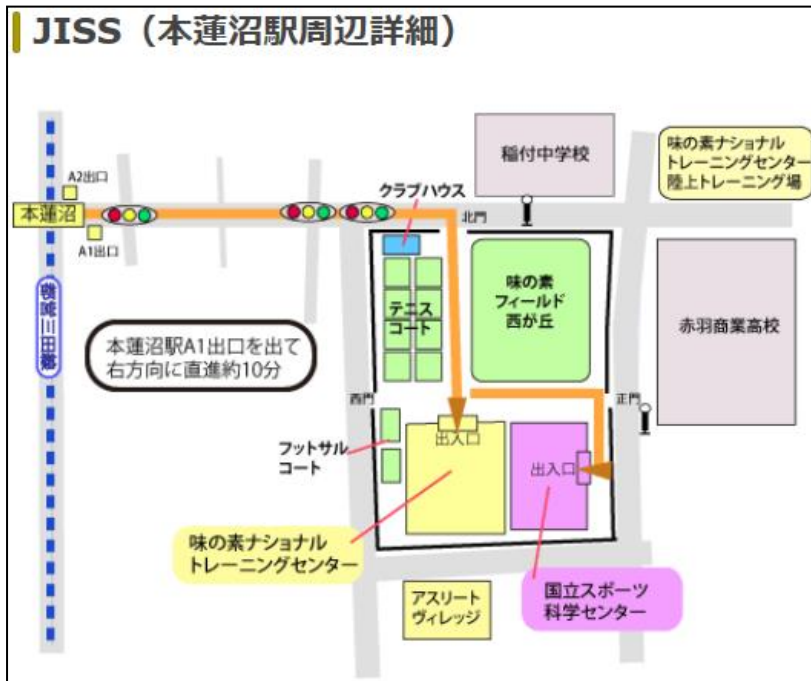 JISS（本蓮沼駅周辺詳細）
稲付中学校
味の素ナショナル
トレーニングセンター
陸上トレーニング場
A2出口
クラブハウス
本蓮沼
北門
A1出口
味の素
フィールド
西が丘
テニス
コート
赤羽商業高校
都営三田線
本蓮沼駅A1出口を出て
右方向に直進約10分
西門
正門
出入口
フットサル
コート
出入口
味の素ナショナル
トレーニングセンター
国立スポーツ
科学センター
アスリート
ヴィレッジ